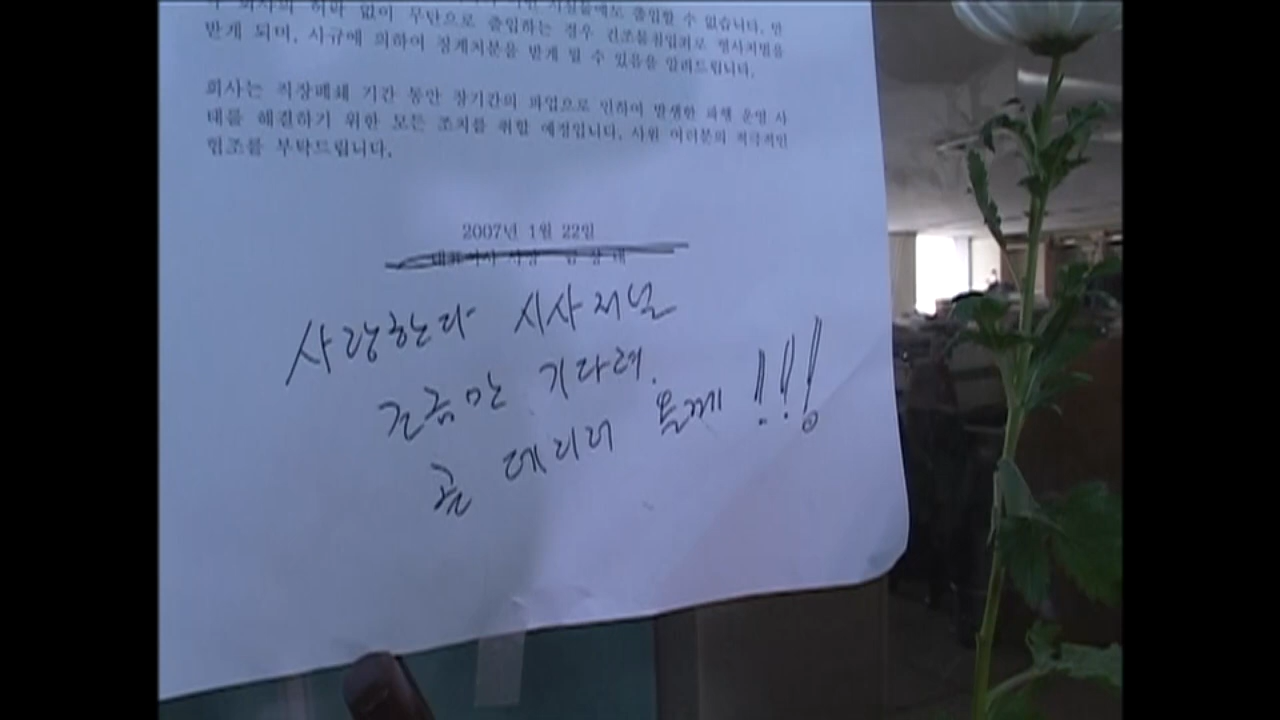 회사의 허락 없이 무단으로 출입하는 경우 건조물침입죄로 형사처벌을
받게 되며, 사규에 의하여 징계처분을 받게 될 수 있음을 알려드립니다.
회사는 직장폐쇄 기간 동안 장기간의 파업으로 인하여 발생한 파행 운영 사
태를 해결하기 위한 모든 조치를 취할 예정입니다. 사원 여러분의 적극적인
협조를 부탁드립니다.
2007년 1월 22일
대표이사 사장
사랑한다 시사저널
조금만 기다려.
곧 데리러 올께 !!!